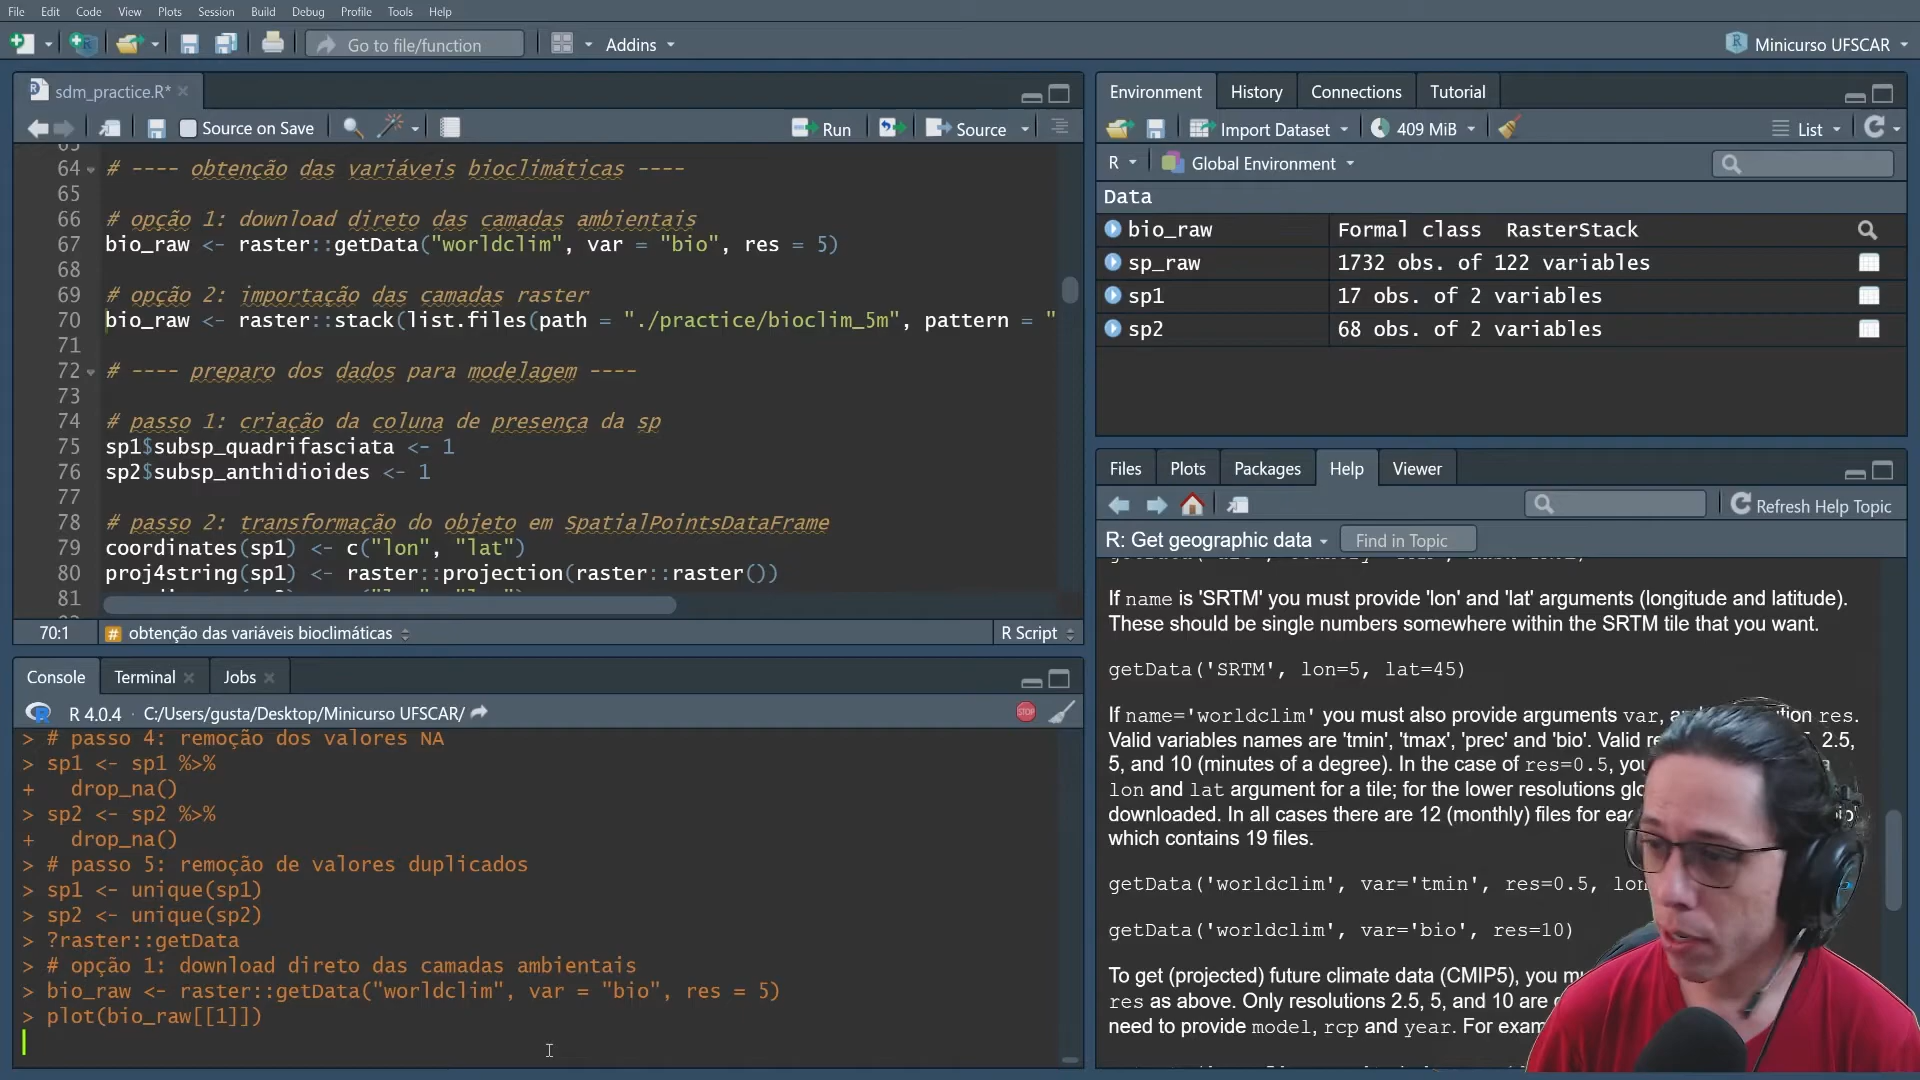 File Edit Code View Plots Session Build Debug Profile Tools Help
Go to file/function Addins Minicurso UFSCAR
sdm_practice.R*
Source on Save Run Source
64 # ---- obtenção das variáveis bioclimáticas ----
65
66 # opção 1: download direto das camadas ambientais
67 bio_raw <- raster::getData("worldclim", var = "bio", res = 5)
68
69 # opção 2: importação das camadas raster
70 bio_raw <- raster::stack(list.files(path = "./practice/bioclim_5m", pattern = "
71
72 # ---- preparo dos dados para modelagem ----
73
74 # passo 1: criação da coluna de presença da sp
75 sp1$subsp_quadrifasciata <- 1
76 sp2$subsp_anthidioides <- 1
77
78 # passo 2: transformação do objeto em SpatialPointsDataFrame
79 coordinates(sp1) <- c("lon", "lat")
80 proj4string(sp1) <- raster::projection(raster::raster())
81
70:1 # obtenção das variáveis bioclimáticas R Script
Console Terminal Jobs
R 4.0.4 · C:/Users/gusta/Desktop/Minicurso UFSCAR/
STOP
> # passo 4: remoção dos valores NA
> sp1 <- sp1 %>%
+ drop_na()
> sp2 <- sp2 %>%
+ drop_na()
> # passo 5: remoção de valores duplicados
> sp1 <- unique(sp1)
> sp2 <- unique(sp2)
> ?raster::getData
> # opção 1: download direto das camadas ambientais
> bio_raw <- raster::getData("worldclim", var = "bio", res = 5)
> plot(bio_raw[[1]])
Environment History Connections Tutorial
Import Dataset 409 MiB List
R Global Environment
Data
bio_raw Formal class RasterStack
sp_raw 1732 obs. of 122 variables
sp1 17 obs. of 2 variables
sp2 68 obs. of 2 variables
Files Plots Packages Help Viewer
Refresh Help Topic
R: Get geographic data Find in Topic
If name is 'SRTM' you must provide 'lon' and 'lat' arguments (longitude and latitude).
These should be single numbers somewhere within the SRTM tile that you want.
getData('SRTM', lon=5, lat=45)
If name='worldclim' you must also provide arguments var, res.
Valid variables names are 'tmin', 'tmax', 'prec' and 'bio'. Valid 2.5,
5, and 10 (minutes of a degree). In the case of res=0.5,
lon and lat argument for a tile; for the lower resolutions
downloaded. In all cases there are 12 (monthly) files for
which contains 19 files.
getData('worldclim', var='tmin', res=0.5,
getData('worldclim', var='bio', res=10)
To get (projected) future climate data (CMIP5), you
res as above. Only resolutions 2.5, 5, and 10 are
need to provide model, rcp and year. For